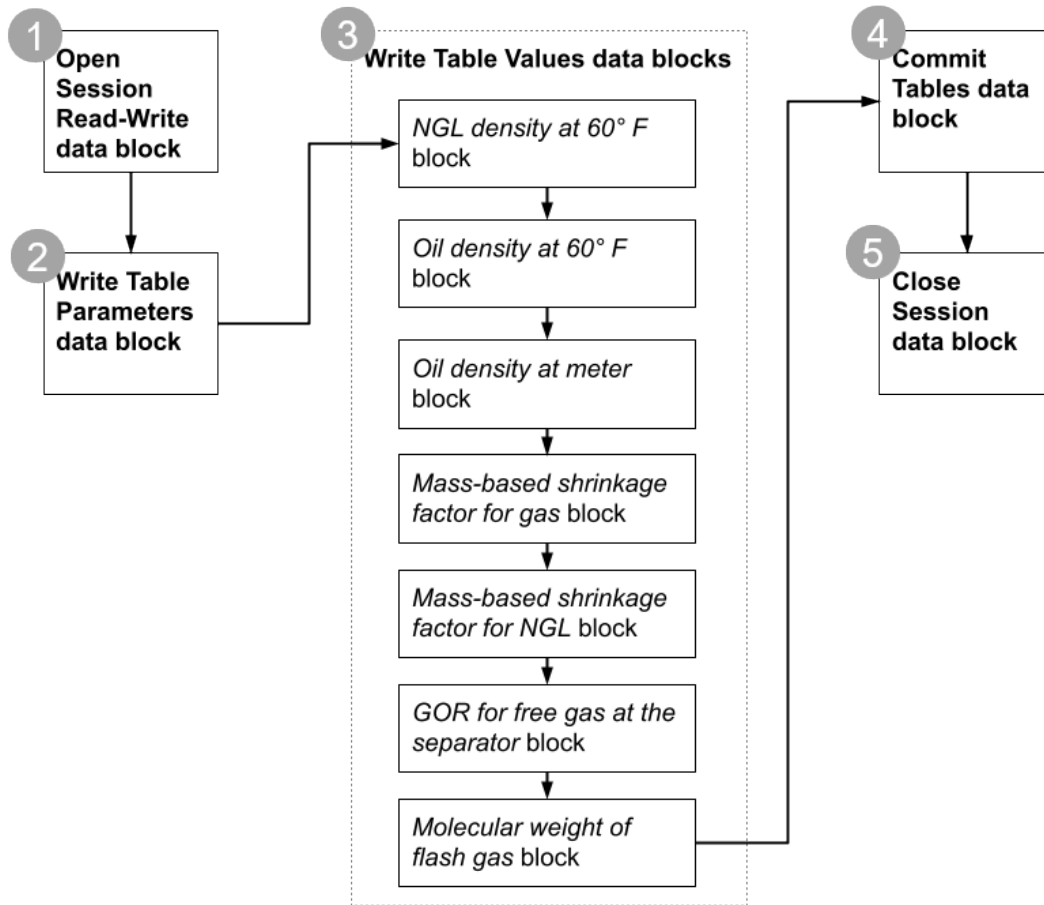 1
Open
Session
Read-Write
data block
2
Write Table
Parameters
data block
3
Write Table Values data blocks
NGL density at 60° F
block
Oil density at 60° F
block
Oil density at meter
block
Mass-based shrinkage
factor for gas block
Mass-based shrinkage
factor for NGL block
GOR for free gas at the
separator block
Molecular weight of
flash gas block
4
Commit
Tables data
block
5
Close
Session
data block